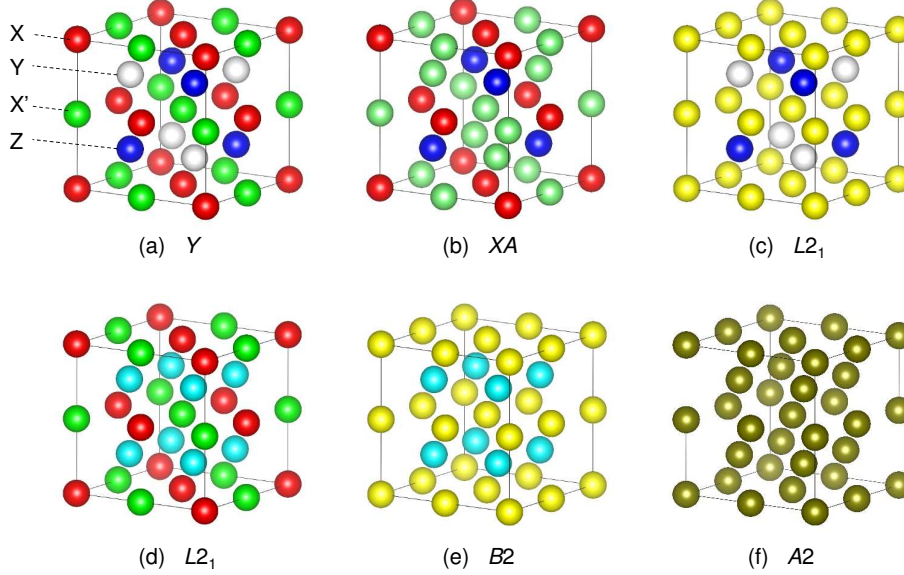 X
Y
X'
Z
(a) Y
(b) XA
(c) L2₁
(d) L2₁
(e) B2
(f) A2